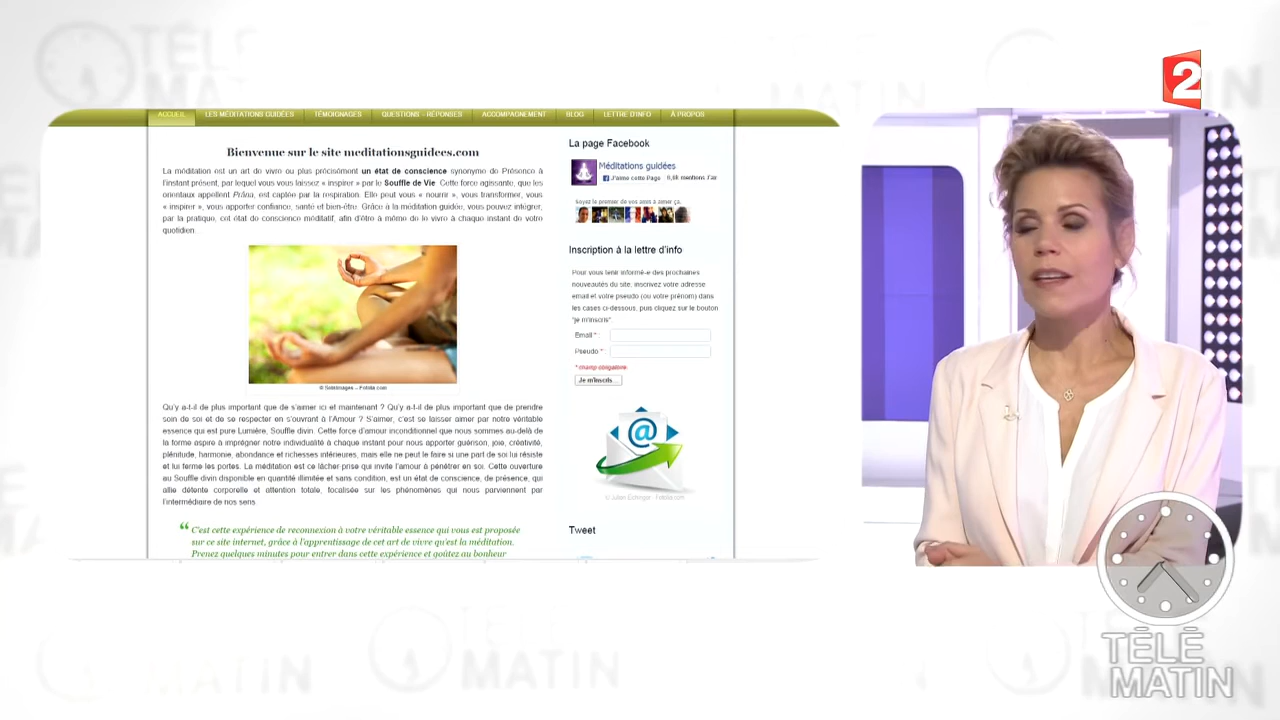 TÉLÉ
MATIN
2
ACCUEIL LES MÉDITATIONS GUIDÉES TÉMOIGNAGES QUESTIONS – RÉPONSES ACCOMPAGNEMENT BLOG LETTRE D'INFO À PROPOS
Bienvenue sur le site meditationsguidees.com
La méditation est un art de vivre ou plus précisément un état de conscience synonyme de Présence à
l'instant présent, par lequel vous vous laissez « inspirer » par le Souffle de Vie. Cette force agissante, que les
orientaux appellent Prâna, est captée par la respiration. Elle peut vous « nourrir », vous transformer, vous
« inspirer », vous apporter confiance, santé et bien-être. Grâce à la méditation guidée, vous pouvez intégrer,
par la pratique, cet état de conscience méditatif, afin d'être à même de le vivre à chaque instant de votre
quotidien.
Qu'y a-t-il de plus important que de s'aimer ici et maintenant ? Qu'y a-t-il de plus important que de prendre
soin de soi et de se respecter en s'ouvrant à l'Amour ? S'aimer, c'est se laisser aimer par notre véritable
essence qui est pure Lumière, Souffle divin. Cette force d'amour inconditionnel que nous sommes au-delà de
la forme aspire à imprégner notre individualité à chaque instant pour nous apporter guérison, joie, créativité,
plénitude, harmonie, abondance et richesses intérieures, mais elle ne peut le faire si une part de soi lui résiste
et lui ferme les portes. La méditation est ce lâcher prise qui invite l'amour à pénétrer en soi. Cette ouverture
au Souffle divin disponible en quantité illimitée et sans condition, est un état de conscience, de présence, qui
allie détente corporelle et attention totale, focalisée sur les phénomènes qui nous parviennent par
l'intermédiaire de nos sens.
“ C'est cette expérience de reconnexion à votre véritable essence qui vous est proposée
sur ce site internet, grâce à l'apprentissage de cet art de vivre qu'est la méditation.
Prenez quelques minutes pour entrer dans cette expérience et goûtez au bonheur
La page Facebook
Méditations guidées
J'aime cette Page
Soyez le premier de vos amis à aimer ça.
Inscription à la lettre d'info
Pour vous tenir informé-e des prochaines
nouveautés du site, inscrivez votre adresse
email et votre pseudo (ou votre prénom) dans
les cases ci-dessous, puis cliquez sur le bouton
"je m'inscris".
Email * :
Pseudo * :
* champ obligatoire
Je m'inscris ...
@
Tweet
TÉLÉ
MATIN